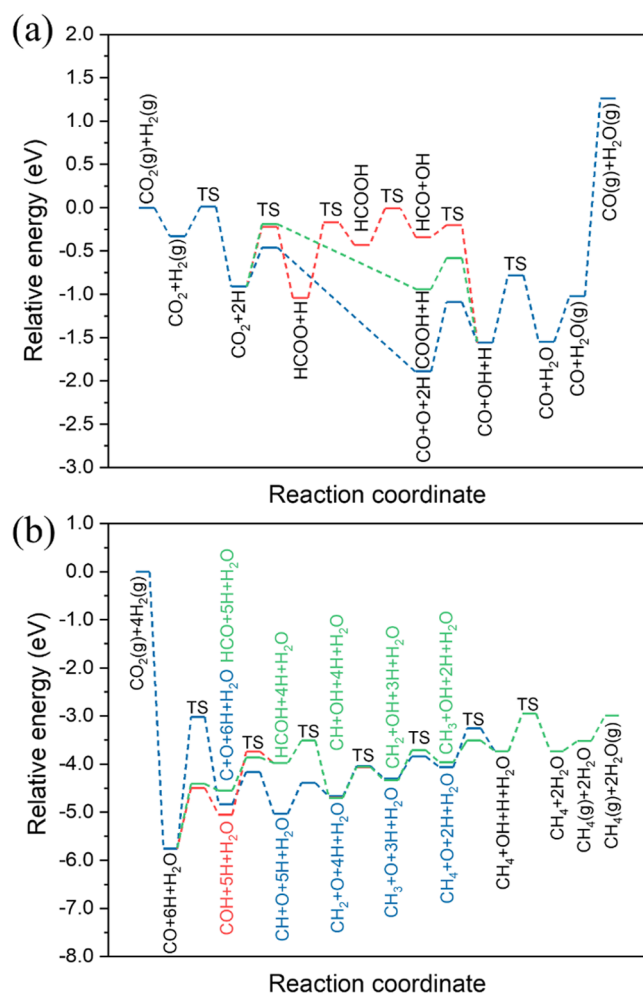 (a)
2.0
1.5
1.0
0.5
0.0
-0.5
-1.0
-1.5
-2.0
-2.5
-3.0
Relative energy (eV)
CO₂(g)+H₂(g)
CO₂+H₂(g)
TS
CO₂+2H
TS
HCOO+H
TS
HCOOH
TS
HCO+OH
TS
CO+O+2H
COOH+H
CO+OH+H
TS
CO+H₂O
CO+H₂O(g)
CO(g)+H₂O(g)
Reaction coordinate
(b)
1.0
0.0
-1.0
-2.0
-3.0
-4.0
-5.0
-6.0
-7.0
-8.0
Relative energy (eV)
CO₂(g)+4H₂(g)
CO+6H+H₂O
TS
C+O+6H+H₂O
HCO+5H+H₂O
COH+5H+H₂O
TS
HCOH+4H+H₂O
CH+O+5H+H₂O
TS
CH+OH+4H+H₂O
CH₂+O+4H+H₂O
TS
CH₂+OH+3H+H₂O
CH₃+O+3H+H₂O
TS
CH₃+OH+2H+H₂O
CH₄+O+2H+H₂O
TS
CH₄+OH+H+H₂O
TS
CH₄+2H₂O
CH₄(g)+2H₂O
CH₄(g)+2H₂O(g)
Reaction coordinate